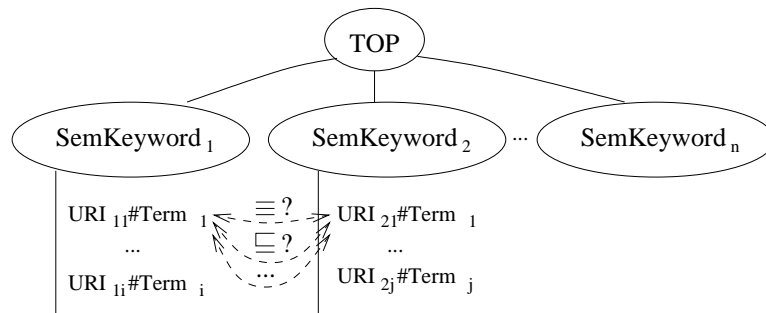 TOP
SemKeyword 1 SemKeyword 2 ... SemKeyword n
URI 11#Term 1 ≡ ? URI 21#Term 1
... ⊑ ? ...
URI 1i#Term i ... URI 2j#Term j